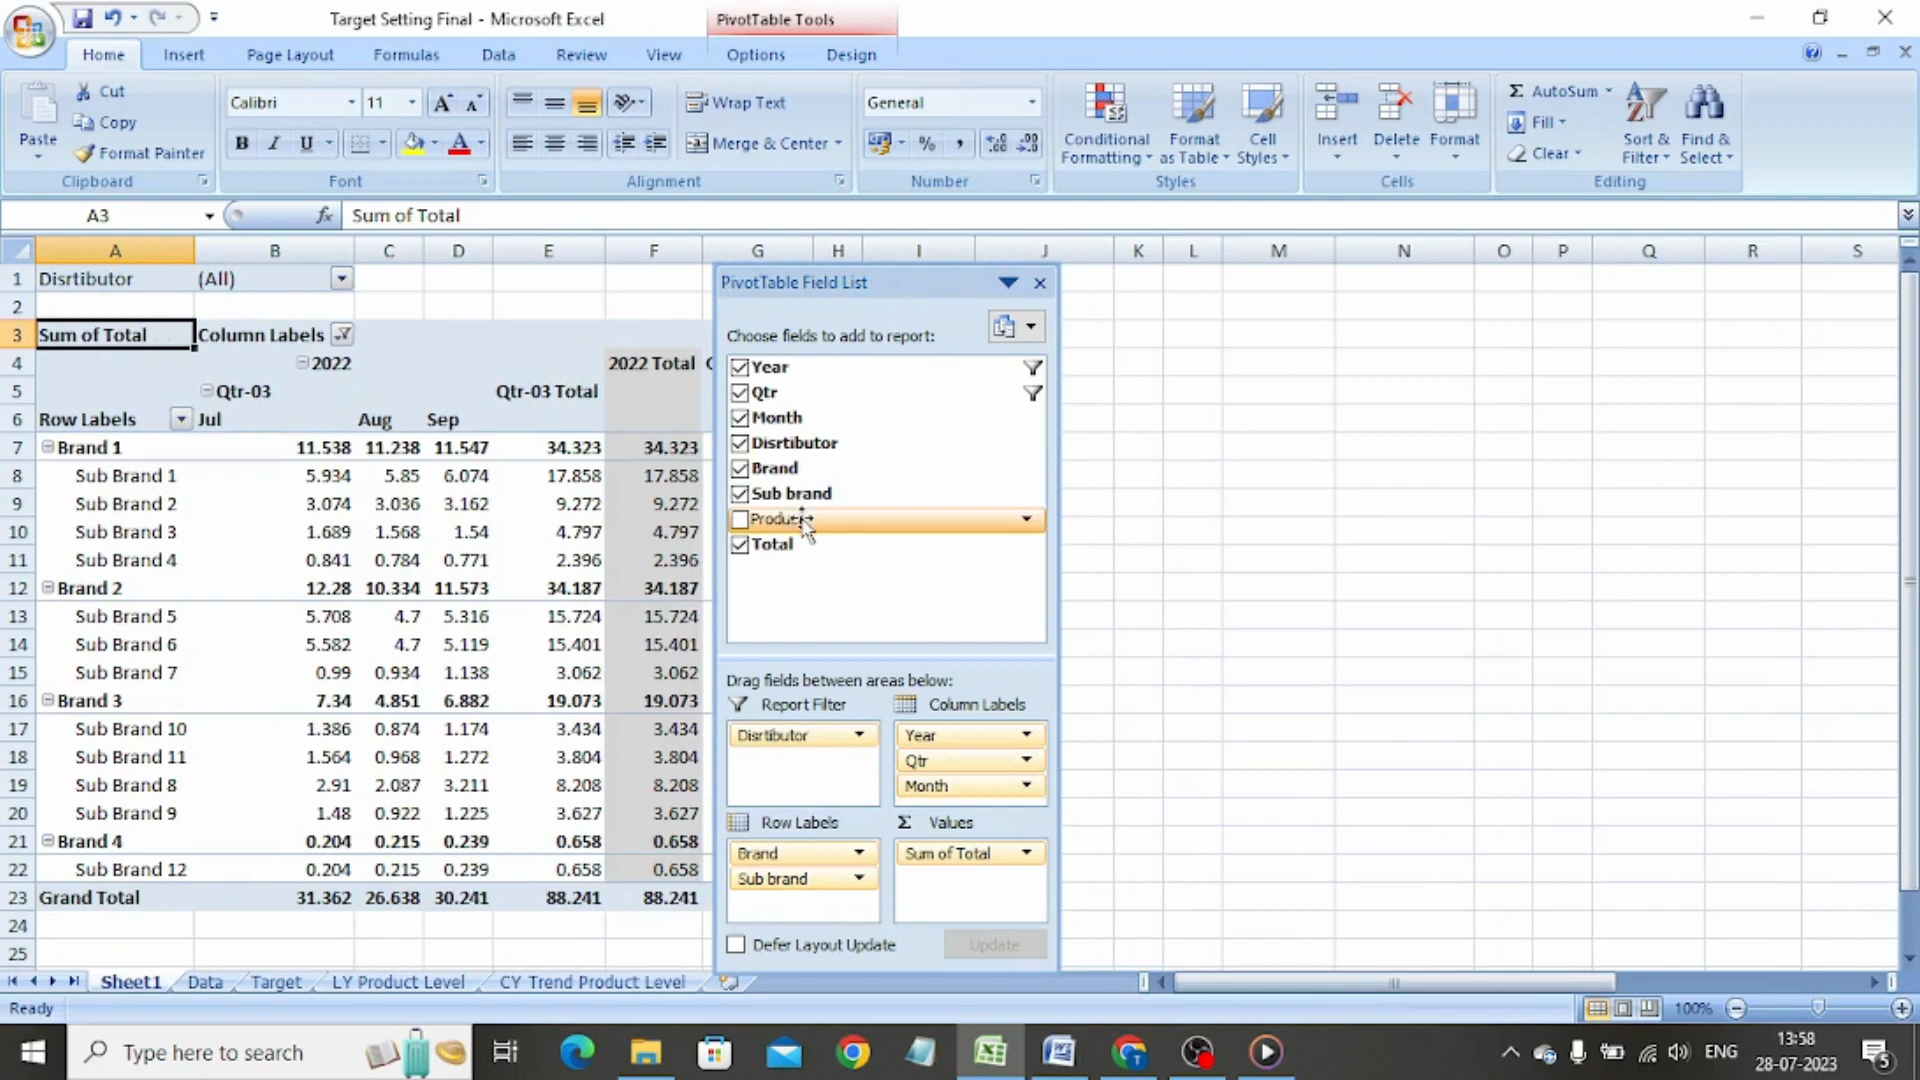 Target Setting Final - Microsoft Excel
PivotTable Tools
Home Insert Page Layout Formulas Data Review View Options Design
Cut
Copy
Format Painter
Paste
Calibri 11
Wrap Text
Merge & Center
General
Conditional Formatting
Format as Table
Cell Styles
Insert
Delete
Format
AutoSum
Fill
Clear
Sort & Filter
Find & Select
Clipboard Font Alignment Number Styles Cells Editing
A3 fx Sum of Total
A B C D E F G H I J K L M N O P Q R S
1 Disrtibutor (All)
2
3 Sum of Total Column Labels
4 2022 2022 Total
5 Qtr-03 Qtr-03 Total
6 Row Labels Jul Aug Sep
7 Brand 1 11.538 11.238 11.547 34.323 34.323
8 Sub Brand 1 5.934 5.85 6.074 17.858 17.858
9 Sub Brand 2 3.074 3.036 3.162 9.272 9.272
10 Sub Brand 3 1.689 1.568 1.54 4.797 4.797
11 Sub Brand 4 0.841 0.784 0.771 2.396 2.396
12 Brand 2 12.28 10.334 11.573 34.187 34.187
13 Sub Brand 5 5.708 4.7 5.316 15.724 15.724
14 Sub Brand 6 5.582 4.7 5.119 15.401 15.401
15 Sub Brand 7 0.99 0.934 1.138 3.062 3.062
16 Brand 3 7.34 4.851 6.882 19.073 19.073
17 Sub Brand 10 1.386 0.874 1.174 3.434 3.434
18 Sub Brand 11 1.564 0.968 1.272 3.804 3.804
19 Sub Brand 8 2.91 2.087 3.211 8.208 8.208
20 Sub Brand 9 1.48 0.922 1.225 3.627 3.627
21 Brand 4 0.204 0.215 0.239 0.658 0.658
22 Sub Brand 12 0.204 0.215 0.239 0.658 0.658
23 Grand Total 31.362 26.638 30.241 88.241 88.241
24
25
PivotTable Field List
Choose fields to add to report:
Year
Qtr
Month
Disrtibutor
Brand
Sub brand
Total
Drag fields between areas below:
Report Filter Column Labels
Disrtibutor Year
Qtr
Month
Row Labels Σ Values
Brand Sum of Total
Sub brand
Defer Layout Update Update
Sheet1 Data Target LY Product Level CY Trend Product Level
Ready 100%
Type here to search
ENG
13:58
28-07-2023
5